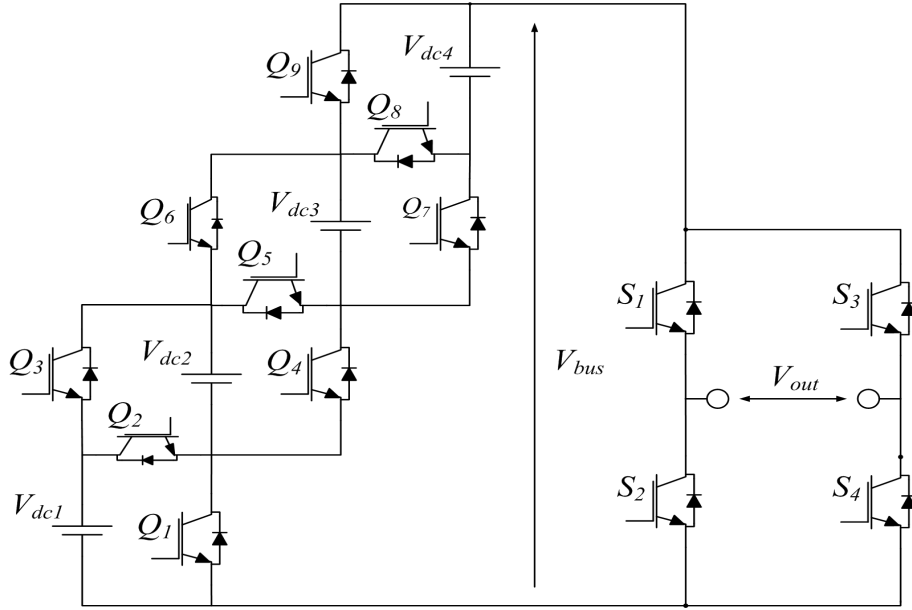 Q9
Vdc4
Q8
Q6
Vdc3
Q7
Q5
S1
S3
Q3
Vdc2
Q4
Vbus
Vout
Q2
Vdc1
Q1
S2
S4